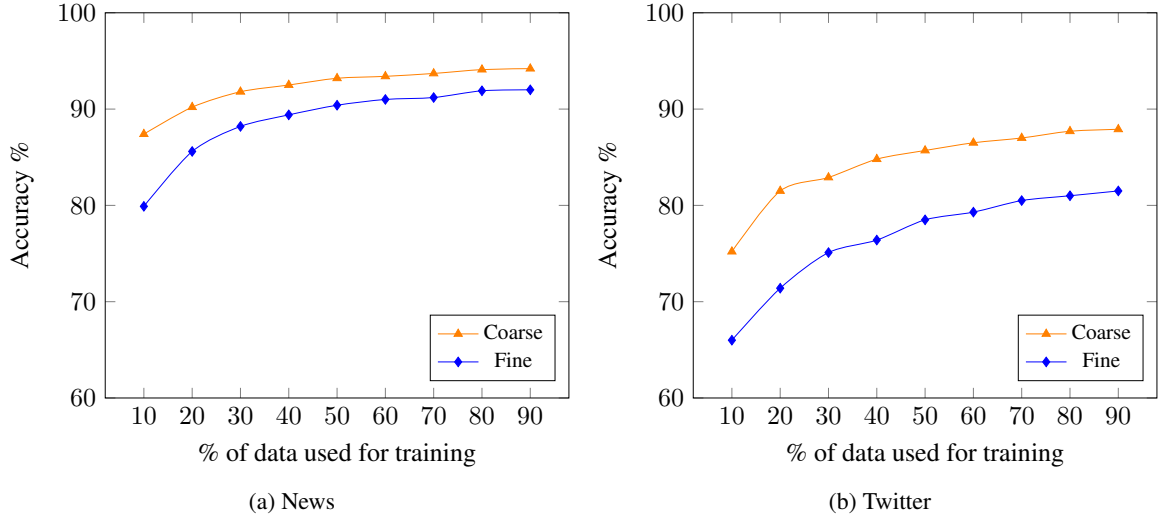 100
90
80
70
60
Accuracy %
10 20 30 40 50 60 70 80 90
% of data used for training
Coarse
Fine
(a) News
100
90
80
70
60
Accuracy %
10 20 30 40 50 60 70 80 90
% of data used for training
Coarse
Fine
(b) Twitter